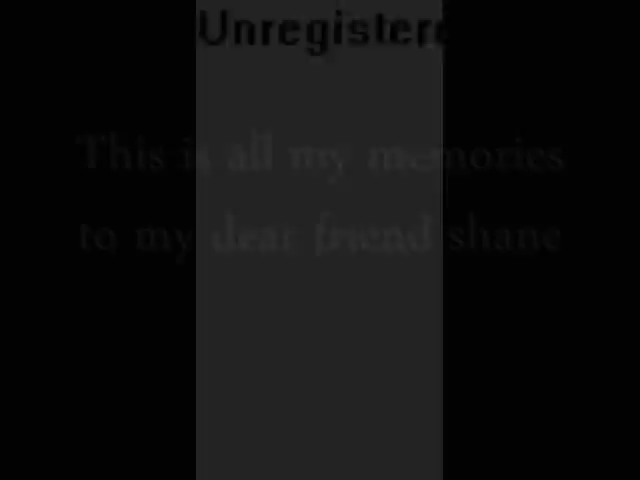 Unregistere
This is all my memories
to my dear friend shane